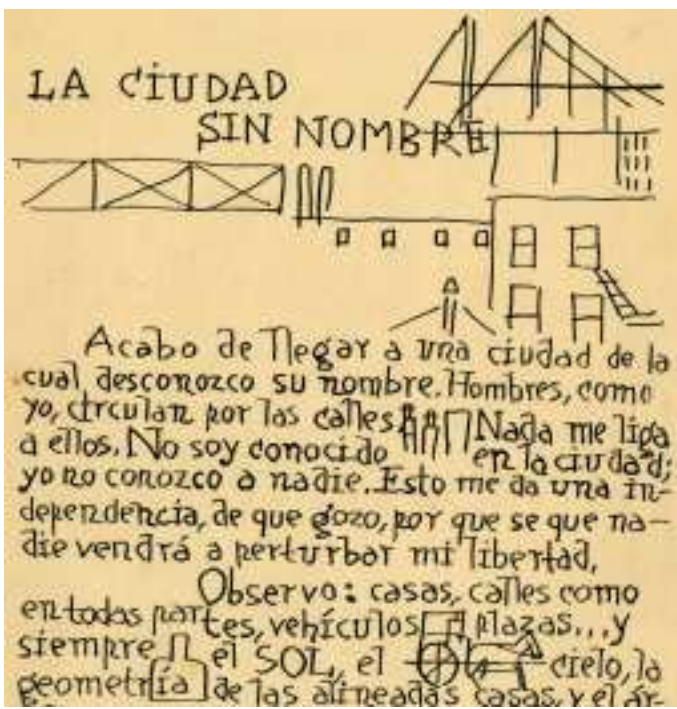 LA CIUDAD
SIN NOMBRE
Acabo de llegar a una ciudad de la
cual desconozco su nombre. Hombres, como
yo, circulan por las calles. Nada me liga
a ellos. No soy conocido en la ciudad;
yo no conozco a nadie. Esto me da una in-
dependencia, de que gozo, por que se que na-
die vendrá a perturbar mi libertad.
Observo: casas, calles como
en todas partes, vehículos plazas... y
siempre el SOL, el cielo, la
geometría de las alineadas casas, y el ár-